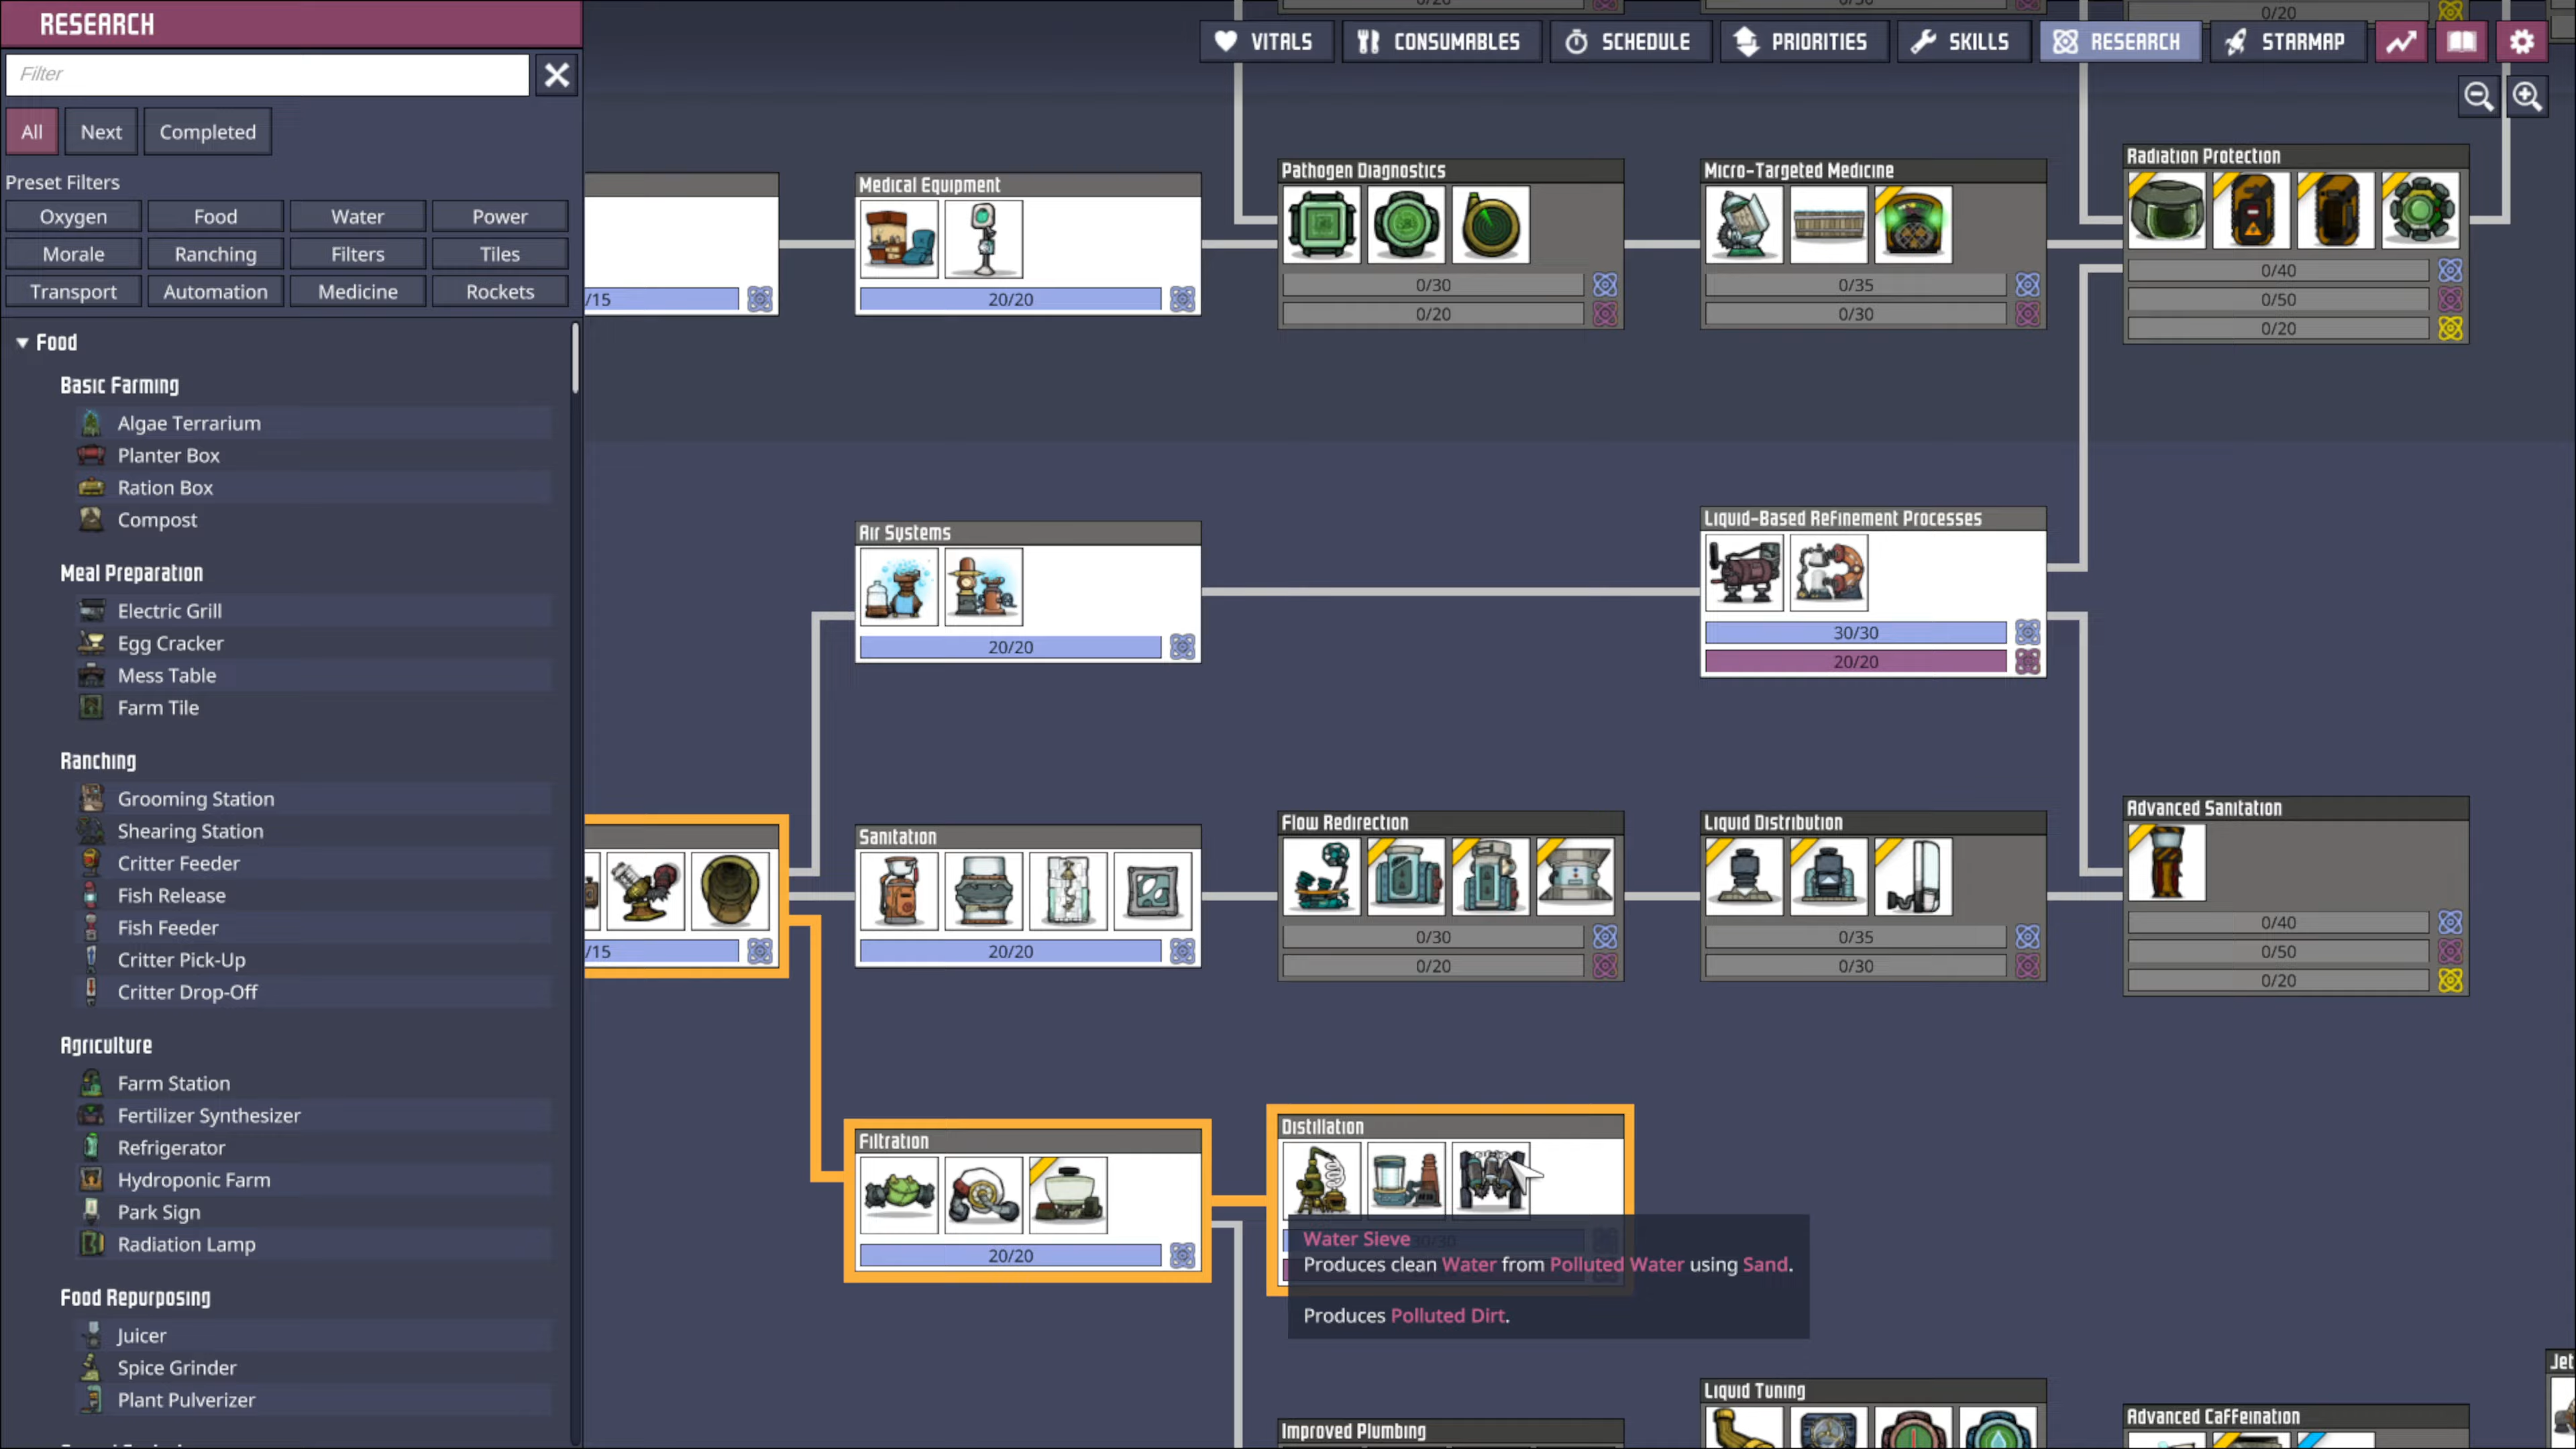 RESEARCH
VITALS
CONSUMABLES
SCHEDULE
PRIORITIES
SKILLS
RESEARCH
STARMAP
Filter
All
Next
Completed
Preset Filters
Oxygen
Food
Water
Power
Morale
Ranching
Filters
Tiles
Transport
Automation
Medicine
Rockets
Food
Basic Farming
Algae Terrarium
Planter Box
Ration Box
Compost
Meal Preparation
Electric Grill
Egg Cracker
Mess Table
Farm Tile
Ranching
Grooming Station
Shearing Station
Critter Feeder
Fish Release
Fish Feeder
Critter Pick-Up
Critter Drop-Off
Agriculture
Farm Station
Fertilizer Synthesizer
Refrigerator
Hydroponic Farm
Park Sign
Radiation Lamp
Food Repurposing
Juicer
Spice Grinder
Plant Pulverizer
0/20
/15
Medical Equipment
20/20
Pathogen Diagnostics
0/30
0/20
Micro-Targeted Medicine
0/35
0/30
Radiation Protection
0/40
0/50
0/20
Air Systems
20/20
Liquid-Based Refinement Processes
30/30
20/20
/15
Sanitation
20/20
Flow Redirection
0/30
0/20
Liquid Distribution
0/35
0/30
Advanced Sanitation
0/40
0/50
0/20
Filtration
20/20
Distillation
Water Sieve
Produces clean Water from Polluted Water using Sand.
Produces Polluted Dirt.
Improved Plumbing
Liquid Tuning
Advanced Caffeination
Jet